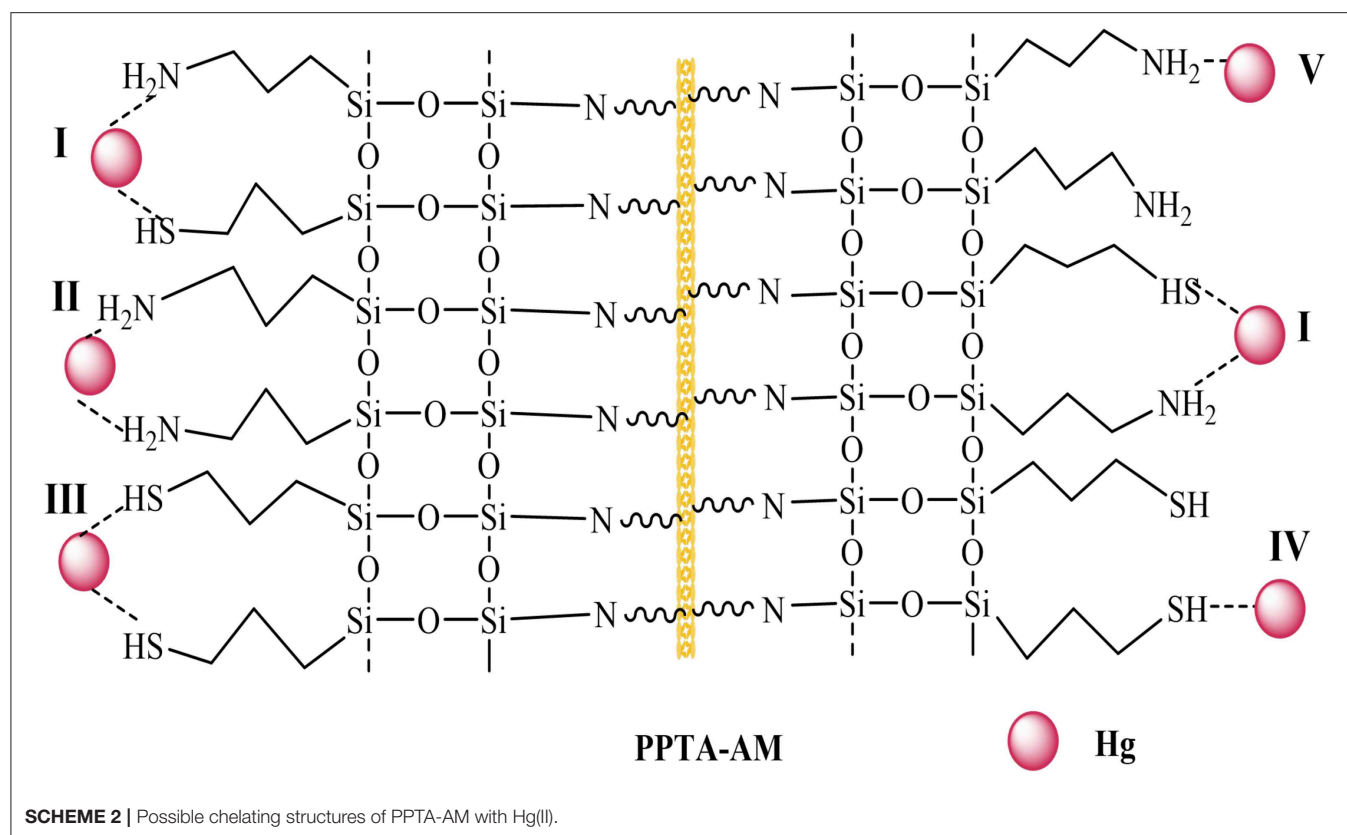 H₂N NH₂ V
Si—O—Si—N N—Si—O—Si
I O O O O
HS Si—O—Si—N N—Si—O—Si NH₂
O O O O
II H₂N Si—O—Si—N N—Si—O—Si HS I
O O O O
H₂N Si—O—Si—N N—Si—O—Si NH₂
O O O O
III HS Si—O—Si—N N—Si—O—Si SH
O O O O IV
HS Si—O—Si—N N—Si—O—Si SH
PPTA-AM Hg
SCHEME 2 | Possible chelating structures of PPTA-AM with Hg(II).